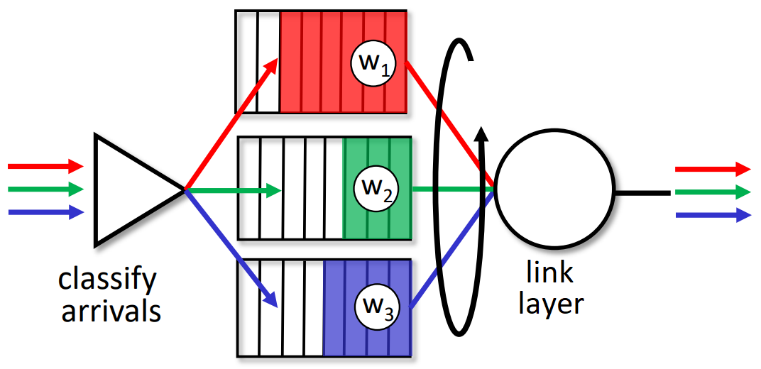 w1
w2
w3
classify
arrivals
link
layer